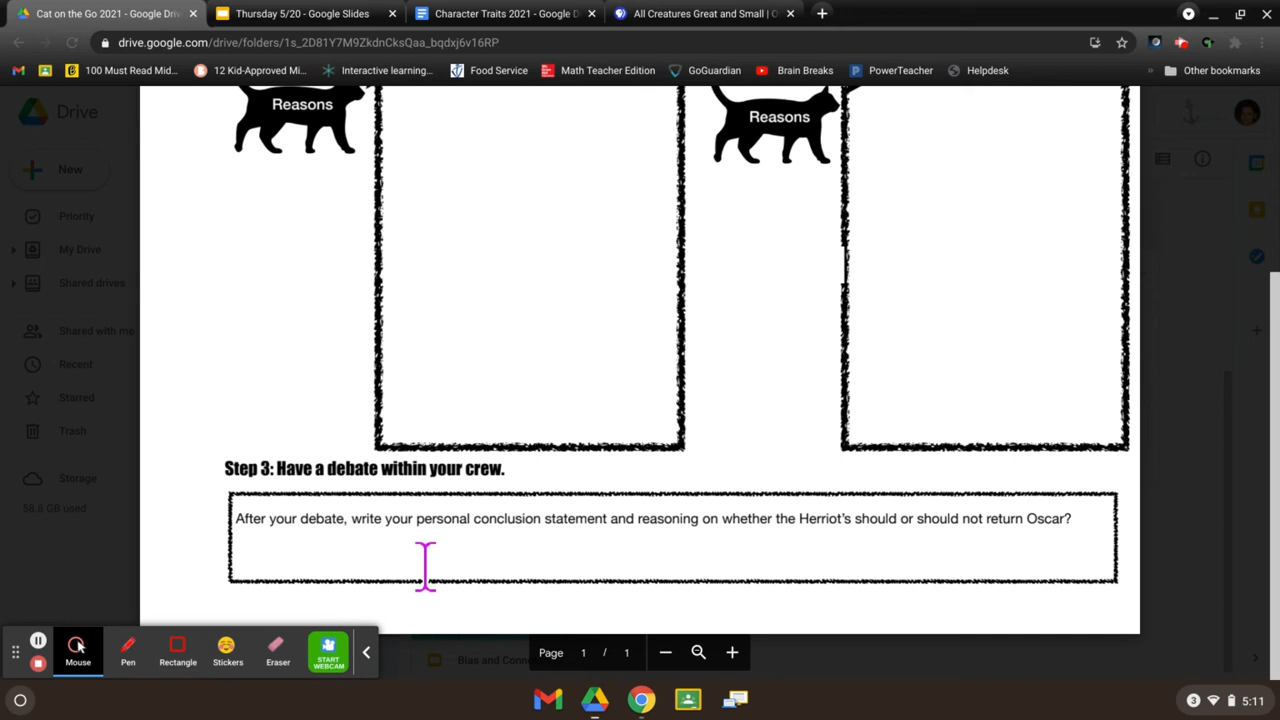 Cat on the Go 2021 - Google Driv
Thursday 5/20 - Google Slides
Character Traits 2021 - Google D
All Creatures Great and Small | O
drive.google.com/drive/folders/1s_2D81Y7M9ZkdnCksQaa_bqdxj6v16RP
100 Must Read Mid...
12 Kid-Approved Mi...
Interactive learning...
Food Service
Math Teacher Edition
GoGuardian
Brain Breaks
PowerTeacher
Helpdesk
Other bookmarks
Drive
New
Priority
My Drive
Shared drives
Shared with me
Recent
Starred
Trash
Storage
58.8 GB used
Reasons
Reasons
Step 3: Have a debate within your crew.
After your debate, write your personal conclusion statement and reasoning on whether the Herriot's should or should not return Oscar?
Mouse
Pen
Rectangle
Stickers
Eraser
START
WEBCAM
Page 1 / 1
Bias and Conn
3
5:11